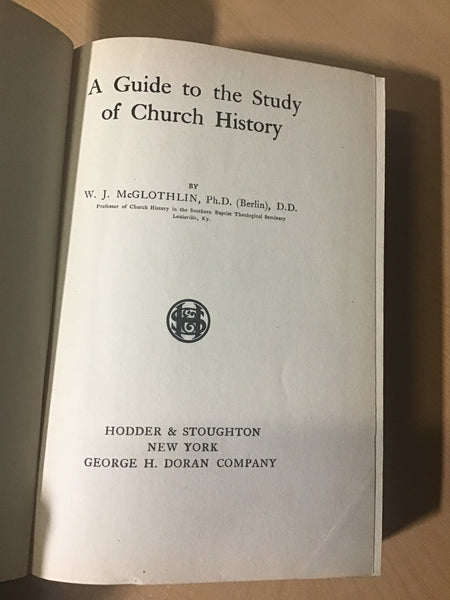 A Guide to the Study
of Church History
BY
W. J. McGLOTHLIN, Ph.D. (Berlin), D.D.
Professor of Church History in the Southern Baptist Theological Seminary
Louisville, Ky.
HODDER & STOUGHTON
NEW YORK
GEORGE H. DORAN COMPANY